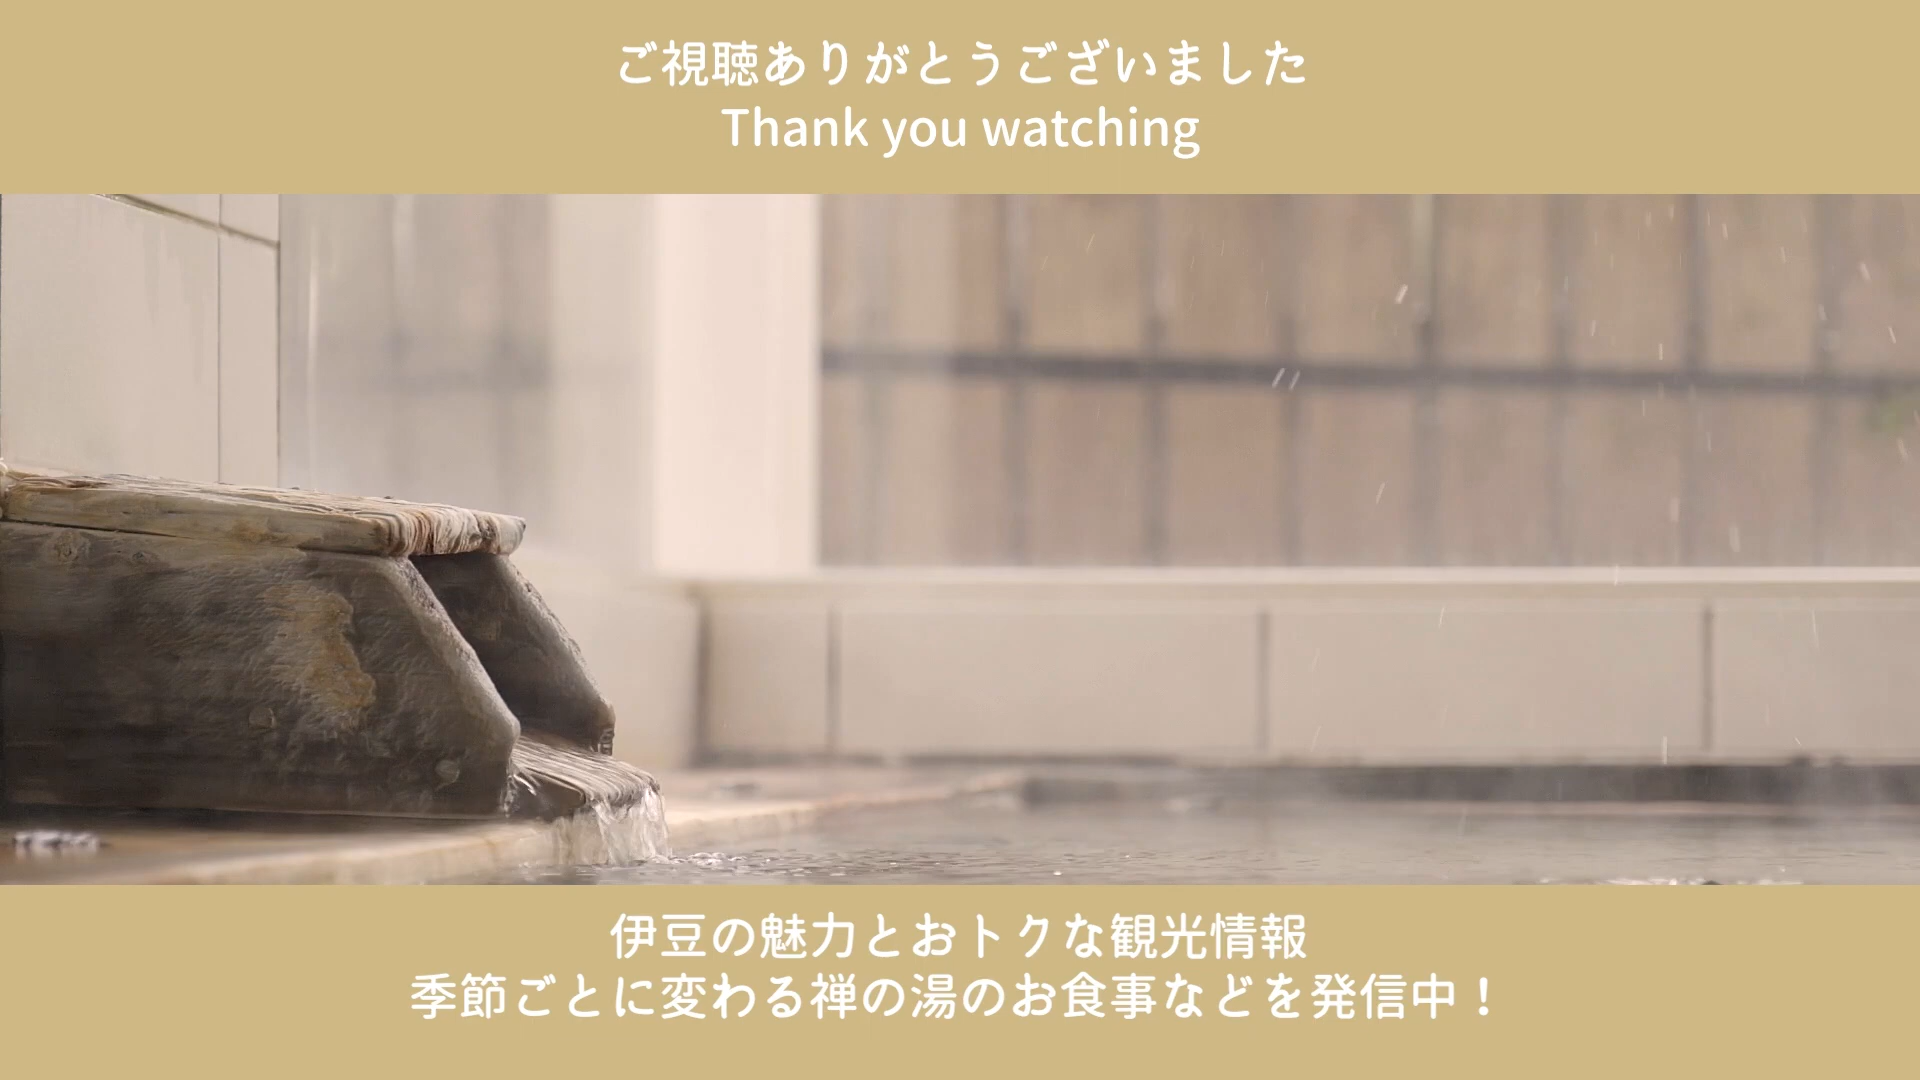 ご視聴ありがとうございました
Thank you watching
伊豆の魅力とおトクな観光情報
季節ごとに変わる禅の湯のお食事などを発信中！